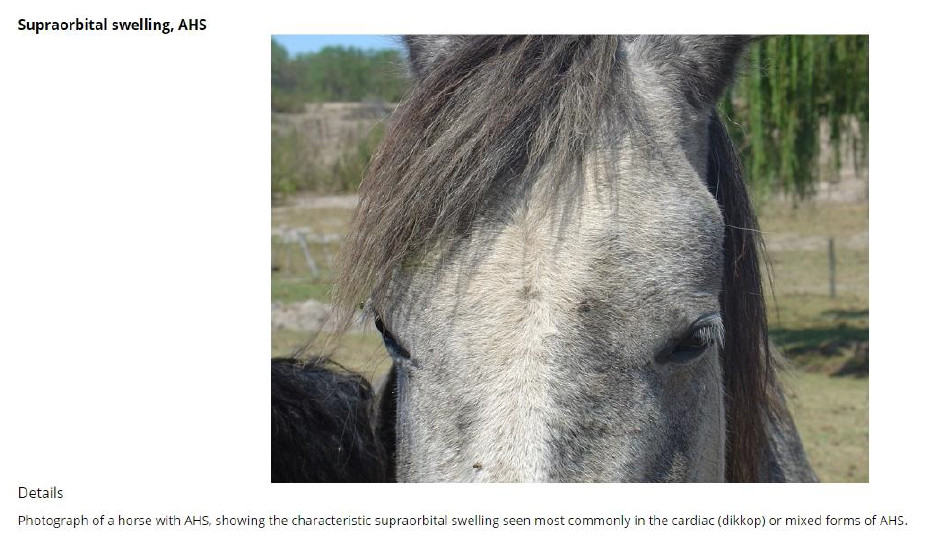 Supraorbital swelling, AHS
Details
Photograph of a horse with AHS, showing the characteristic supraorbital swelling seen most commonly in the cardiac (dikkop) or mixed forms of AHS.